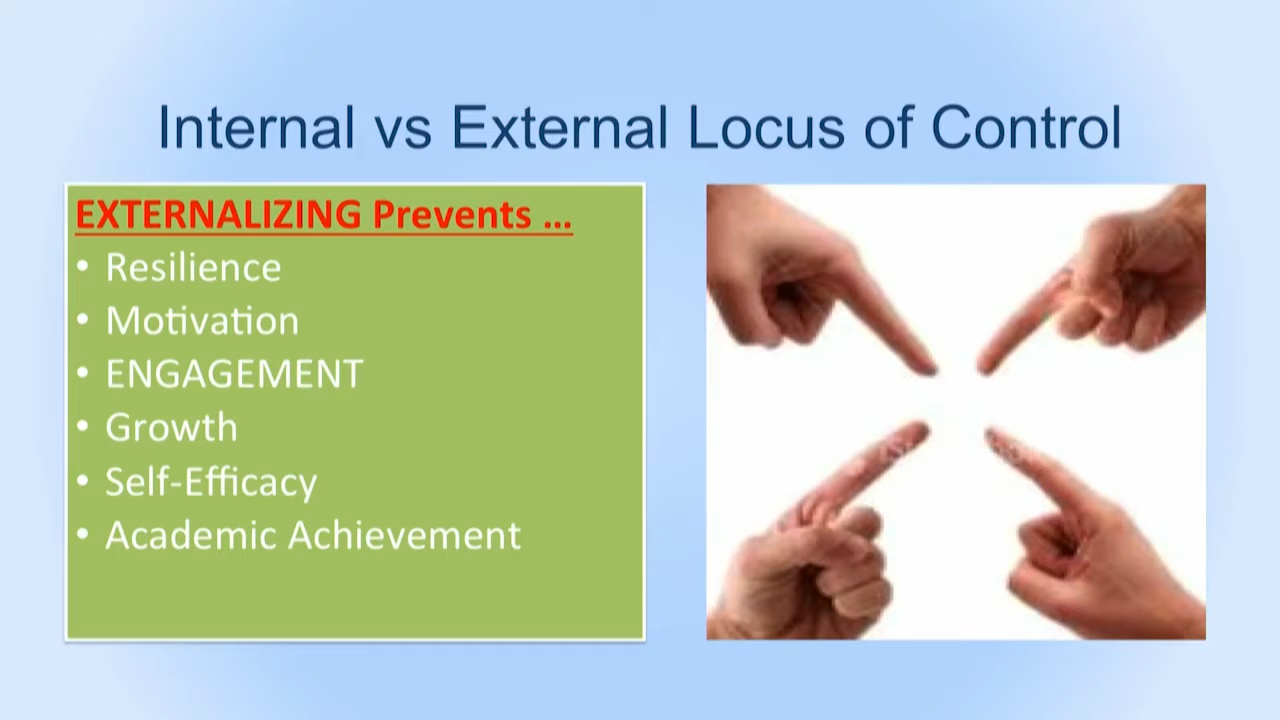 Internal vs External Locus of Control
EXTERNALIZING Prevents ...
• Resilience
• Motivation
• ENGAGEMENT
• Growth
• Self-Efficacy
• Academic Achievement